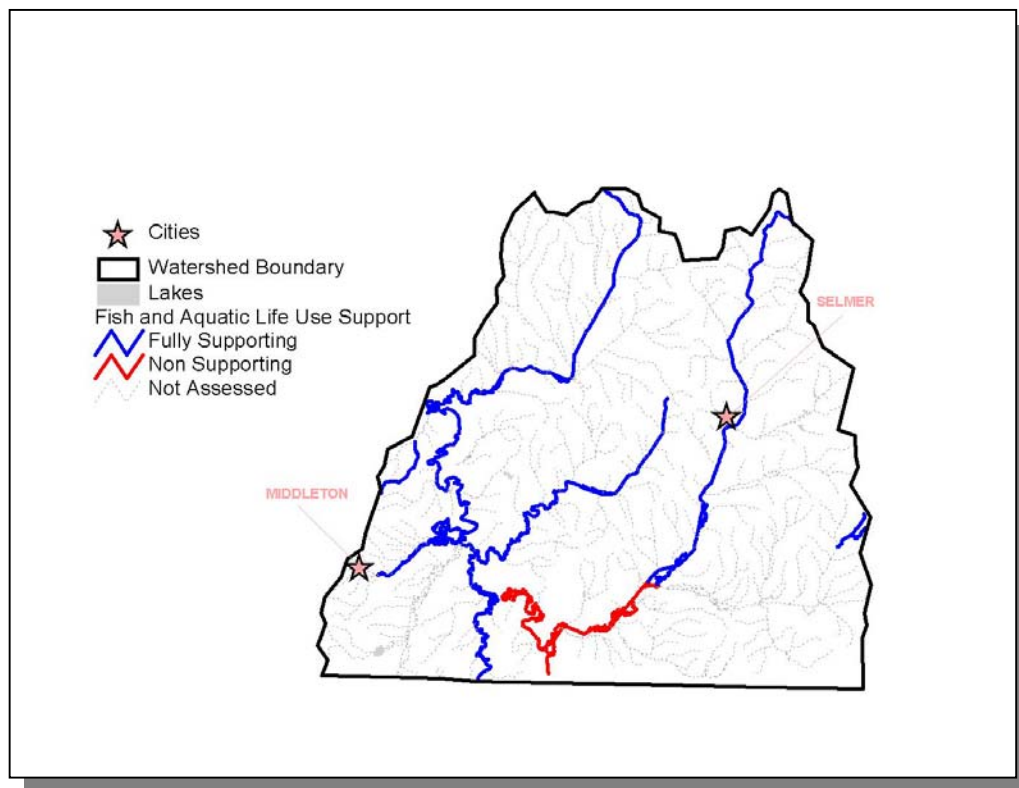 Cities
Watershed Boundary
Lakes
Fish and Aquatic Life Use Support
Fully Supporting
Non Supporting
Not Assessed
SELMER
MIDDLETON